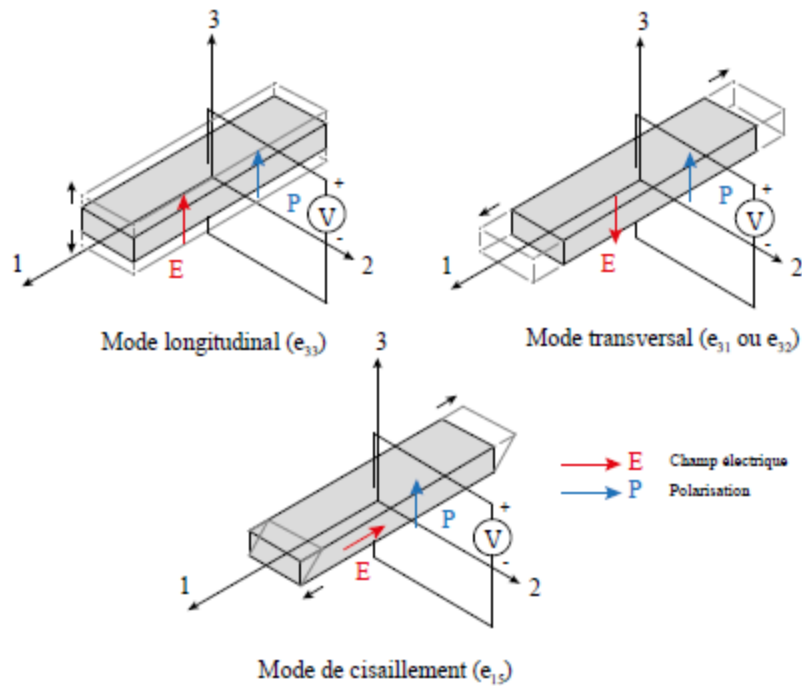 3
P
+
V
-
E
1
2
Mode longitudinal (e₃₃)
3
P
+
V
-
E
1
2
Mode transversal (e₃₁ ou e₃₂)
3
P
+
V
-
E
1
2
Mode de cisaillement (e₁₅)
E Champ électrique
P Polarisation